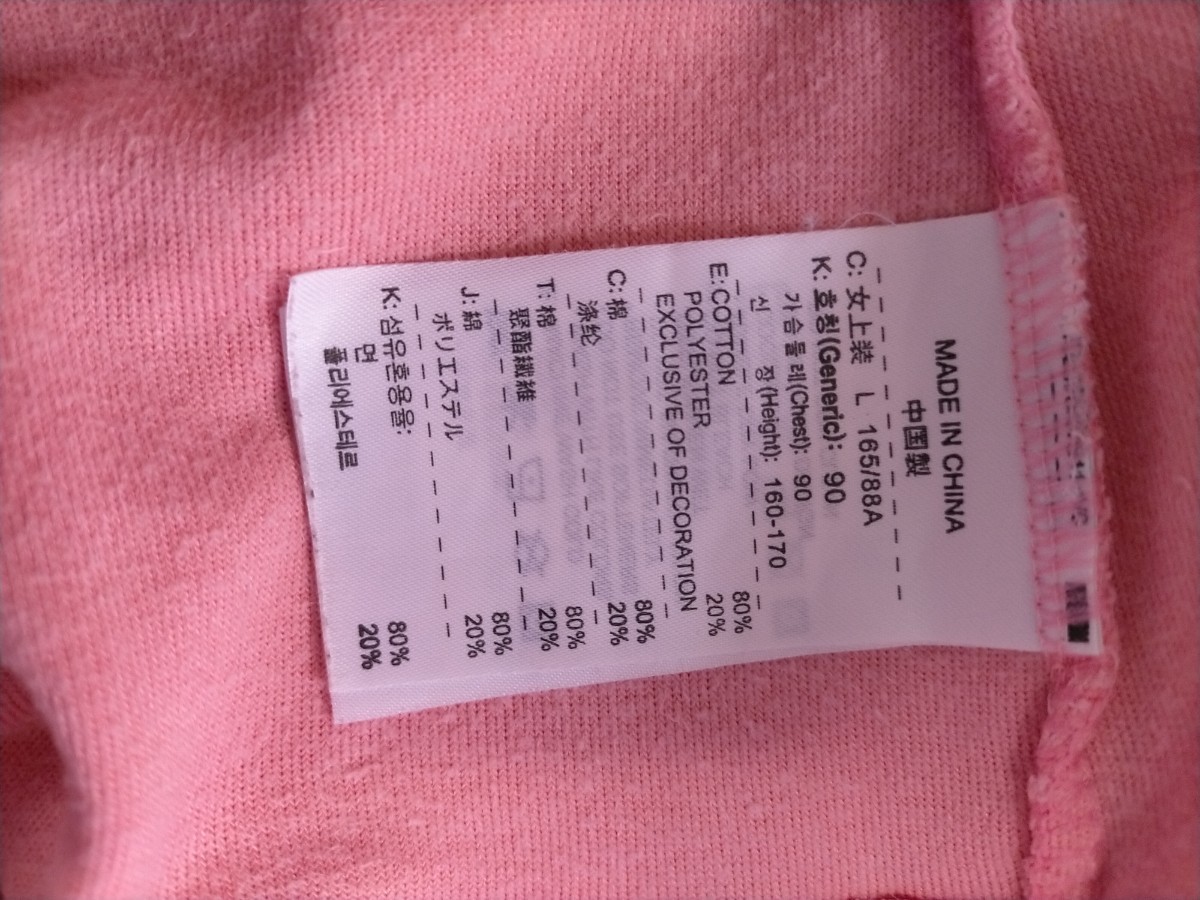 MADE IN CHINA
中国製
C: 女上装 L 165/88A
K: 호칭(Generic): 90
가슴둘레(Chest): 90
신 장(Height): 160-170
E:COTTON 80%
POLYESTER 20%
EXCLUSIVE OF DECORATION
C: 棉 80%
涤纶 20%
T: 棉 80%
聚酯纖維 20%
J: 綿 80%
ポリエステル 20%
K: 섬유혼용율:
면 80%
폴리에스테르 20%